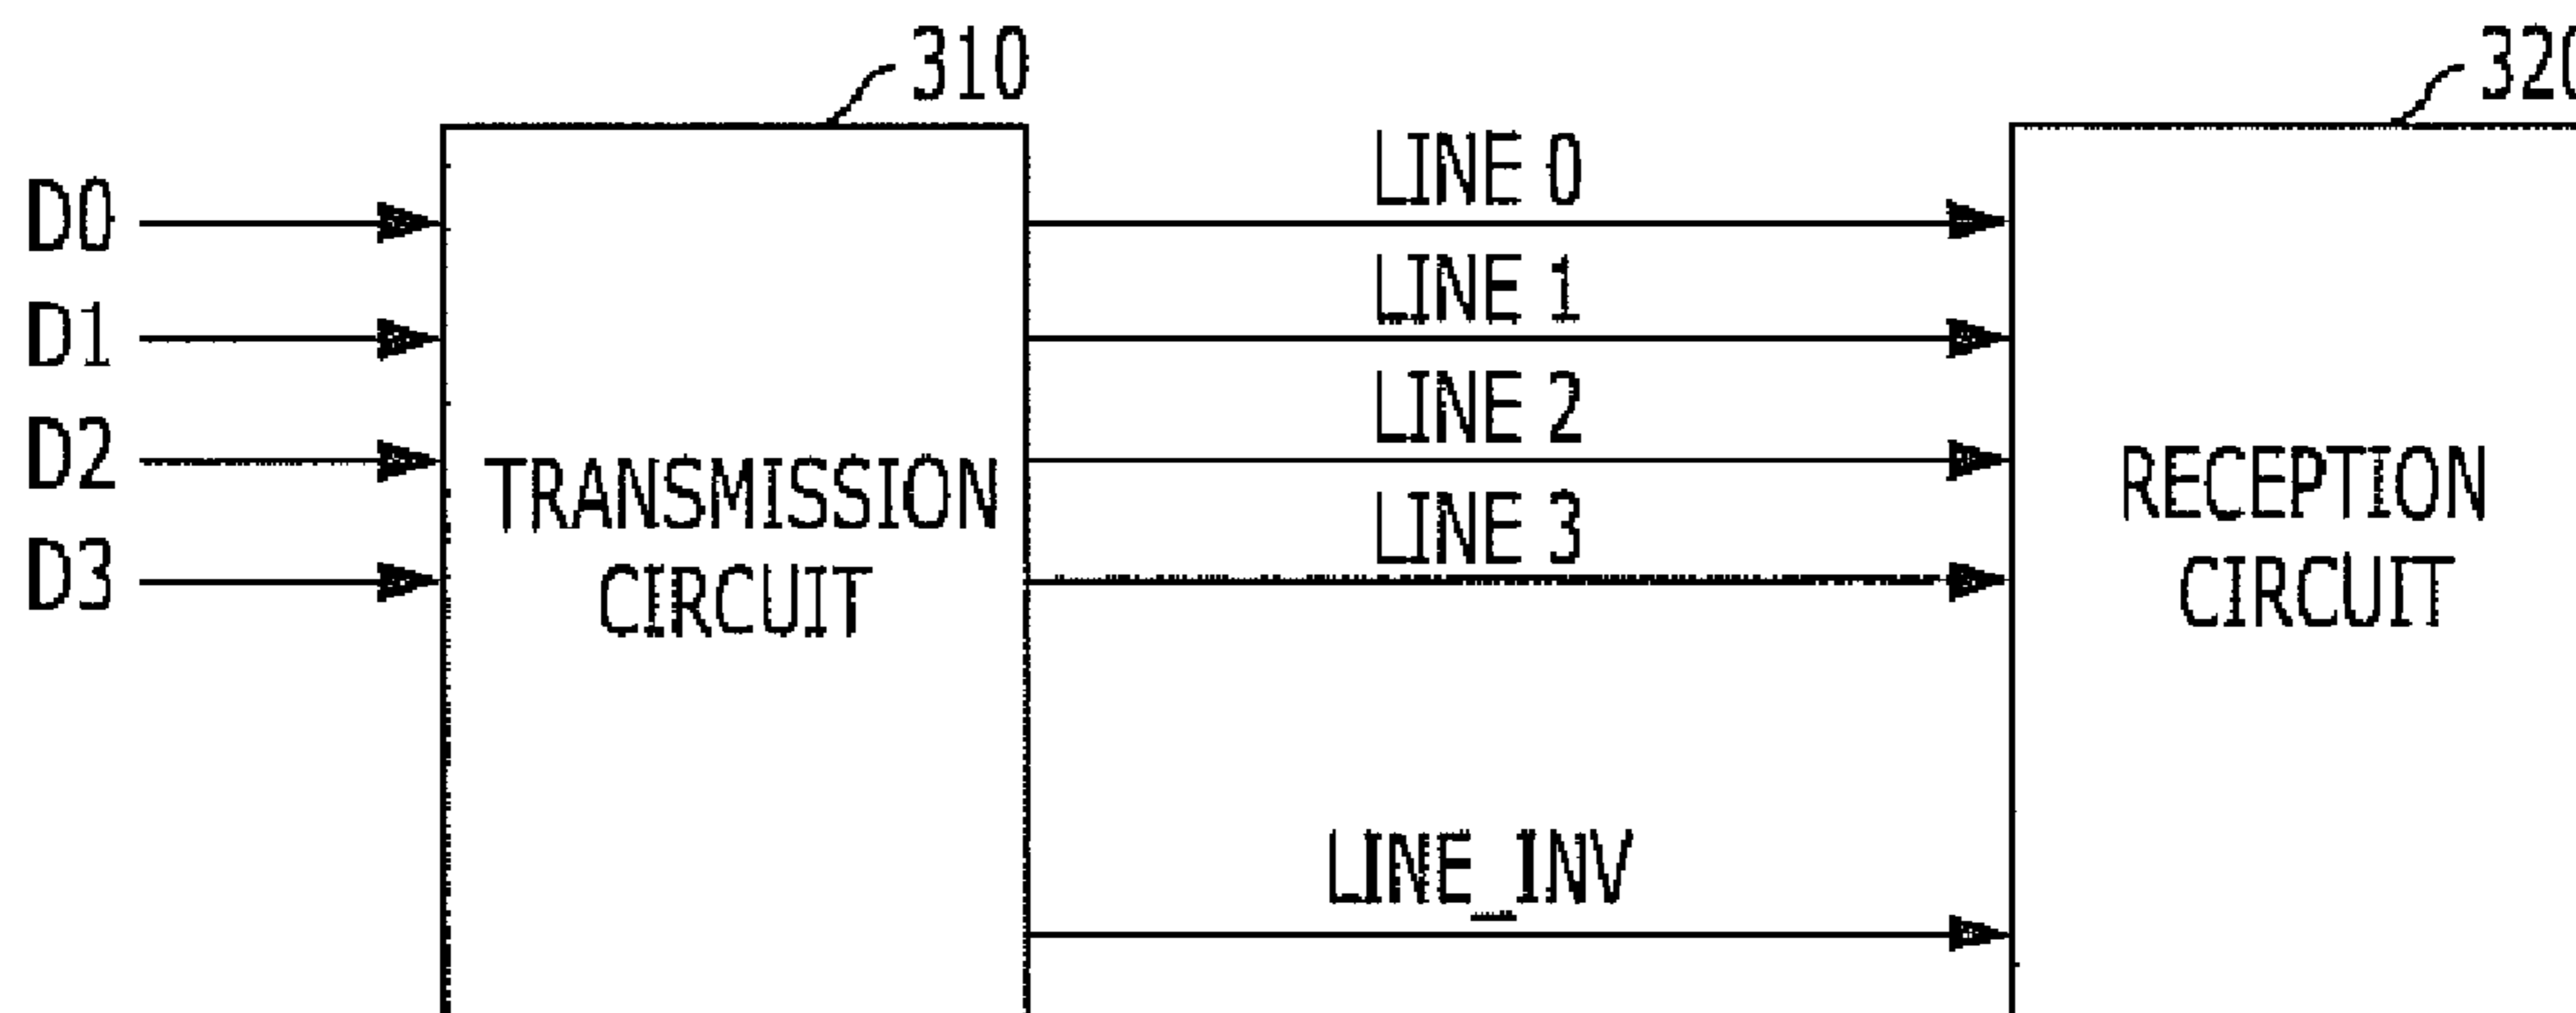 310
320
D0
D1
D2
D3
TRANSMISSION
CIRCUIT
LINE 0
LINE 1
LINE 2
LINE 3
LINE_INV
RECEPTION
CIRCUIT